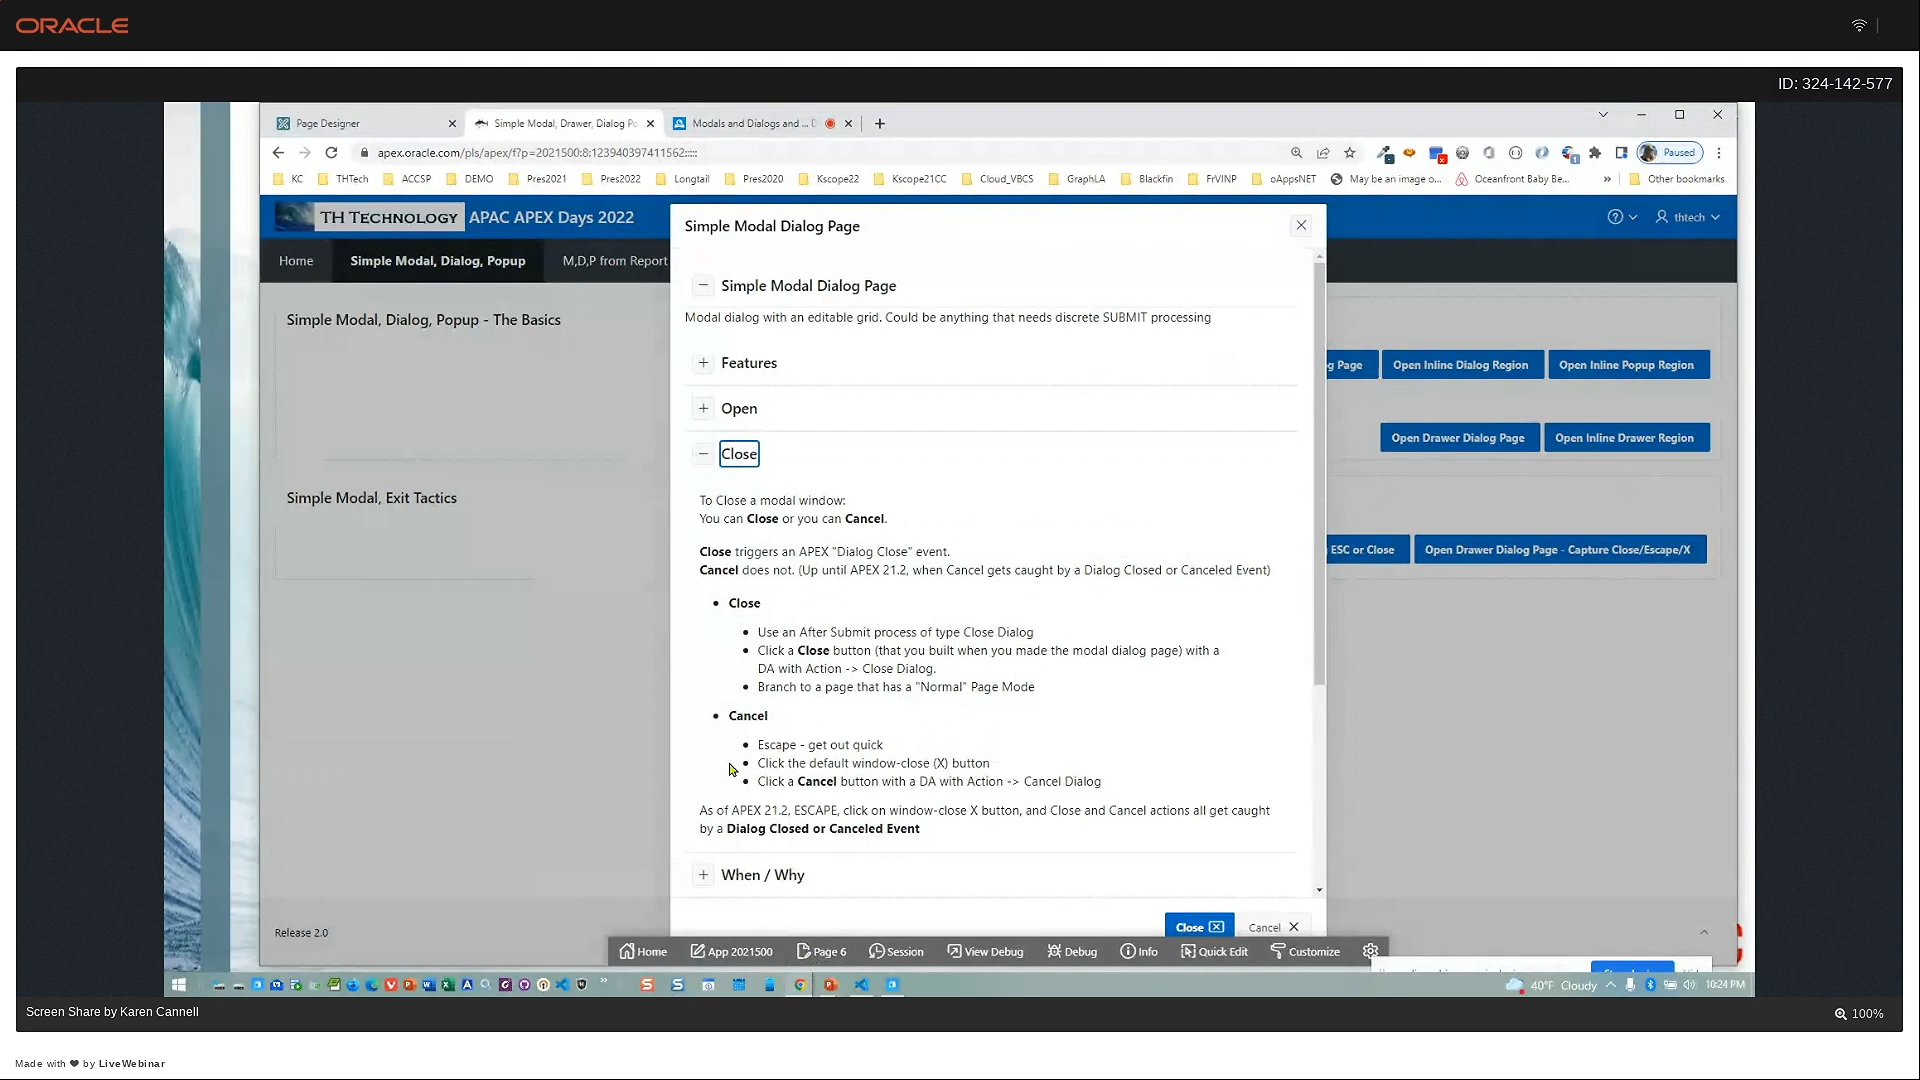 ORACLE
ID: 324-142-577
Page Designer
Simple Modal, Drawer, Dialog Po
Modals and Dialogs and ... D
apex.oracle.com/pls/apex/f?p=2021500:8:123940397411562:::::
Paused
KC THTech ACCSP DEMO Pres2021 Pres2022 Longtail Pres2020 Kscope22 Kscope21CC Cloud_VBCS GraphLA Blackfin FrVINP oAppsNET May be an image o... Oceanfront Baby Be... » Other bookmarks
TH TECHNOLOGY APAC APEX Days 2022
thtech
Home Simple Modal, Dialog, Popup M,D,P from Report
Simple Modal Dialog Page
Simple Modal Dialog Page
Modal dialog with an editable grid. Could be anything that needs discrete SUBMIT processing
Simple Modal, Dialog, Popup - The Basics
Features
g Page Open Inline Dialog Region Open Inline Popup Region
Open
Open Drawer Dialog Page Open Inline Drawer Region
Close
Simple Modal, Exit Tactics
To Close a modal window:
You can Close or you can Cancel.
ESC or Close Open Drawer Dialog Page - Capture Close/Escape/X
Close triggers an APEX "Dialog Close" event.
Cancel does not. (Up until APEX 21.2, when Cancel gets caught by a Dialog Closed or Canceled Event)
• Close
• Use an After Submit process of type Close Dialog
• Click a Close button (that you built when you made the modal dialog page) with a
DA with Action -> Close Dialog.
• Branch to a page that has a "Normal" Page Mode
• Cancel
• Escape - get out quick
• Click the default window-close (X) button
• Click a Cancel button with a DA with Action -> Cancel Dialog
As of APEX 21.2, ESCAPE, click on window-close X button, and Close and Cancel actions all get caught
by a Dialog Closed or Canceled Event
When / Why
Close Cancel
Release 2.0
Home App 2021500 Page 6 Session View Debug Debug Info Quick Edit Customize
40°F Cloudy 10:24 PM
Screen Share by Karen Cannell
100%
Made with ❤ by LiveWebinar